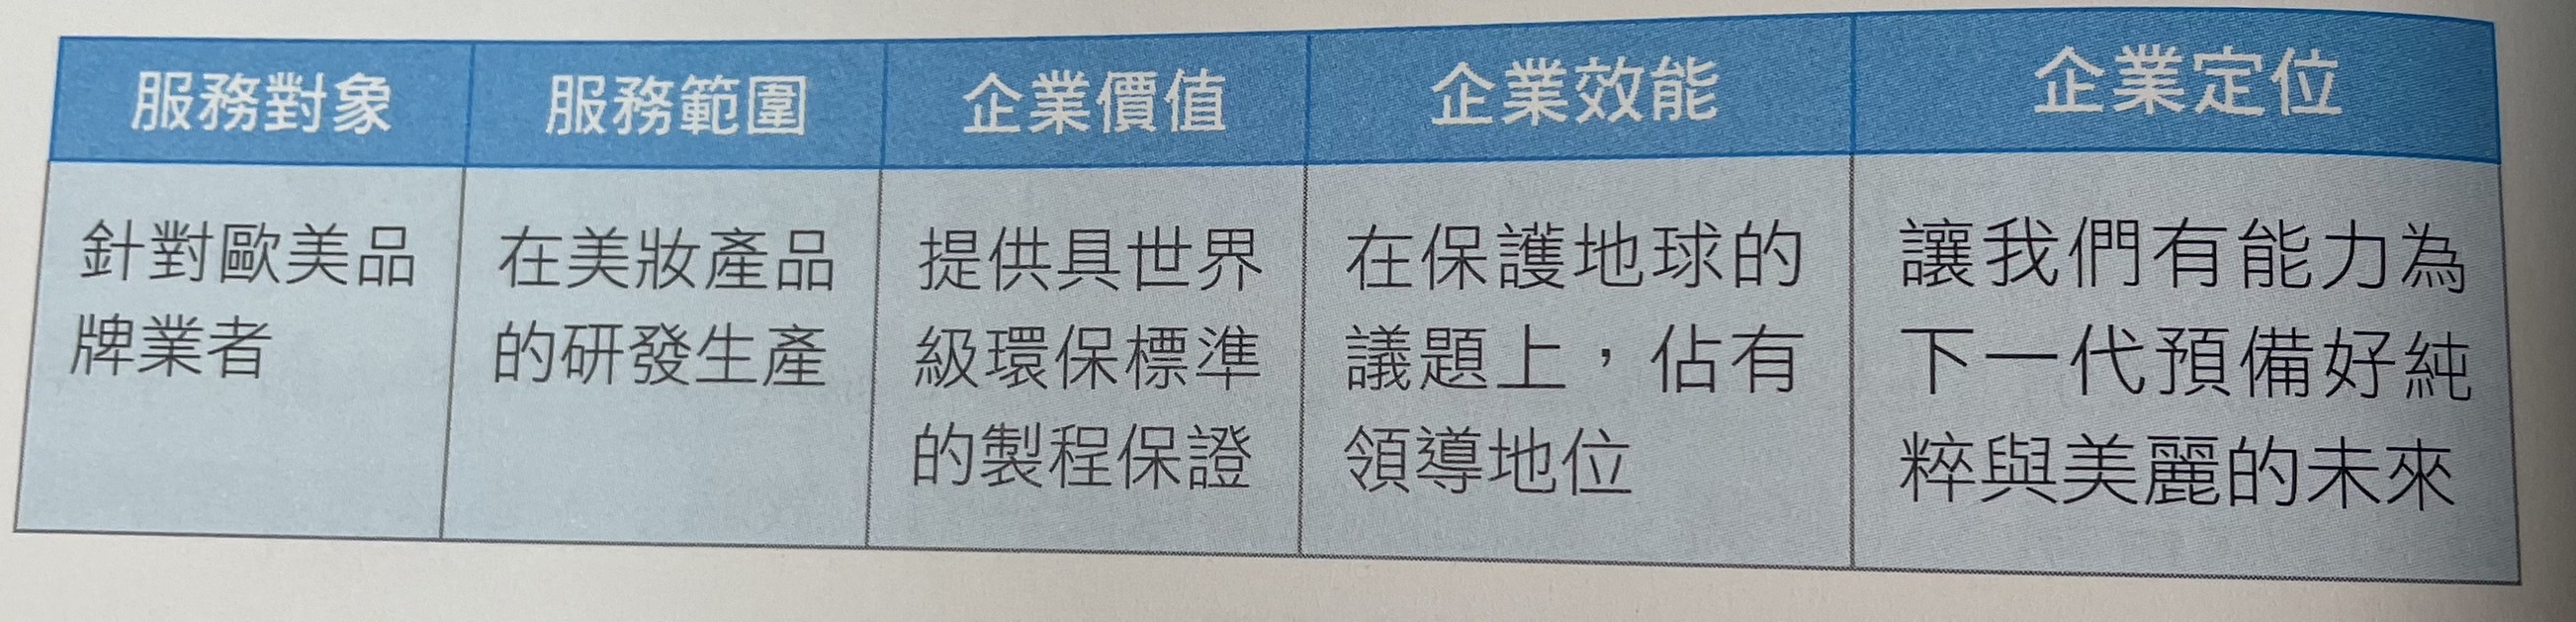 服務對象
服務範圍
企業價值
企業效能
企業定位
針對歐美品
牌業者
在美妝產品
的研發生產
提供具世界
級環保標準
的製程保證
在保護地球的
議題上，佔有
領導地位
讓我們有能力為
下一代預備好純
粹與美麗的未來